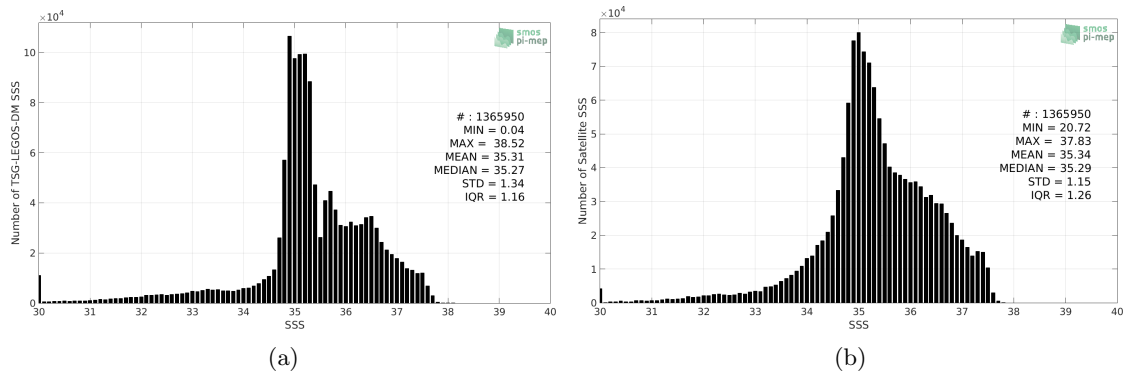 ×10⁴
10
8
6
4
2
0
30 31 32 33 34 35 36 37 38 39 40
SSS
Number of TSG-LEGOS-DM SSS
smos
pi-mep
# : 1365950
MIN = 0.04
MAX = 38.52
MEAN = 35.31
MEDIAN = 35.27
STD = 1.34
IQR = 1.16
(a)
×10⁴
8
7
6
5
4
3
2
1
0
30 31 32 33 34 35 36 37 38 39 40
SSS
Number of Satellite SSS
smos
pi-mep
# : 1365950
MIN = 20.72
MAX = 37.83
MEAN = 35.34
MEDIAN = 35.29
STD = 1.15
IQR = 1.26
(b)